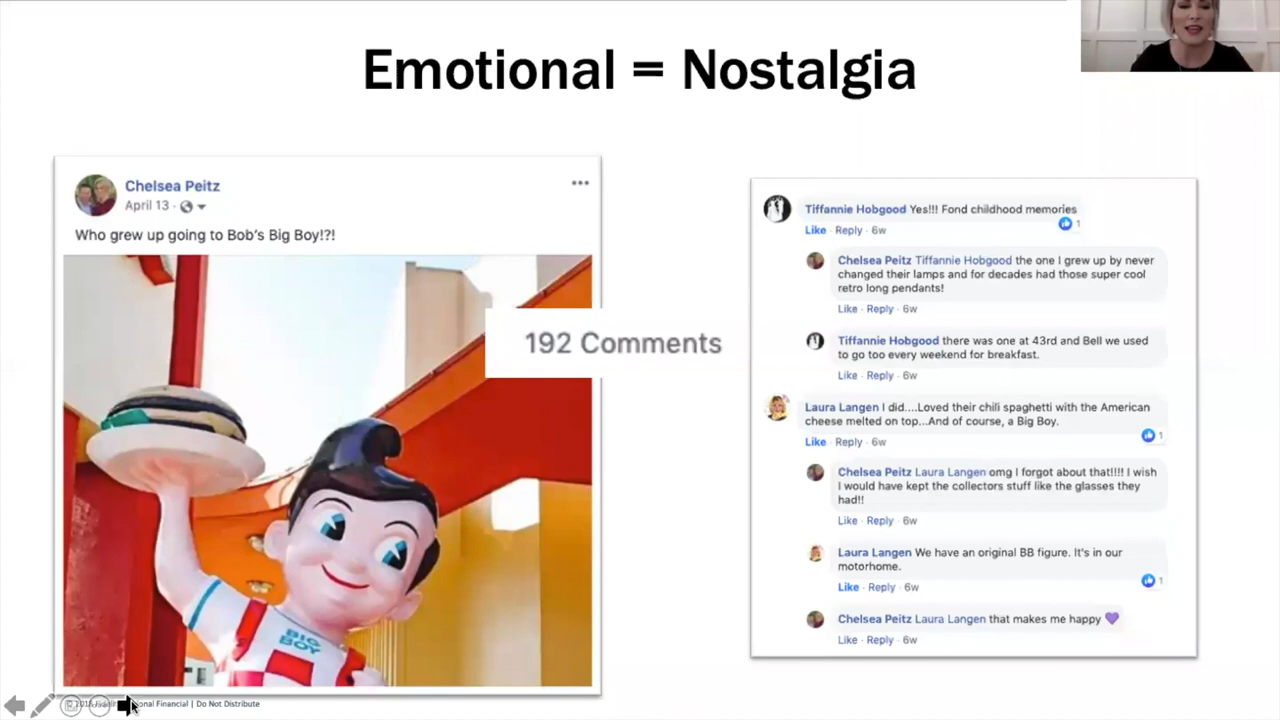 Emotional = Nostalgia
Chelsea Peitz
April 13 ·
Who grew up going to Bob's Big Boy!?!
BIG
BOY
192 Comments
Tiffannie Hobgood Yes!!! Fond childhood memories
1
Like · Reply · 6w
Chelsea Peitz Tiffannie Hobgood the one I grew up by never
changed their lamps and for decades had those super cool
retro long pendants!
Like · Reply · 6w
Tiffannie Hobgood there was one at 43rd and Bell we used
to go too every weekend for breakfast.
Like · Reply · 6w
Laura Langen I did....Loved their chili spaghetti with the American
cheese melted on top...And of course, a Big Boy.
1
Like · Reply · 6w
Chelsea Peitz Laura Langen omg I forgot about that!!!! I wish
I would have kept the collectors stuff like the glasses they
had!!
Like · Reply · 6w
Laura Langen We have an original BB figure. It's in our
motorhome.
1
Like · Reply · 6w
Chelsea Peitz Laura Langen that makes me happy 💜
Like · Reply · 6w
Financial | Do Not Distribute